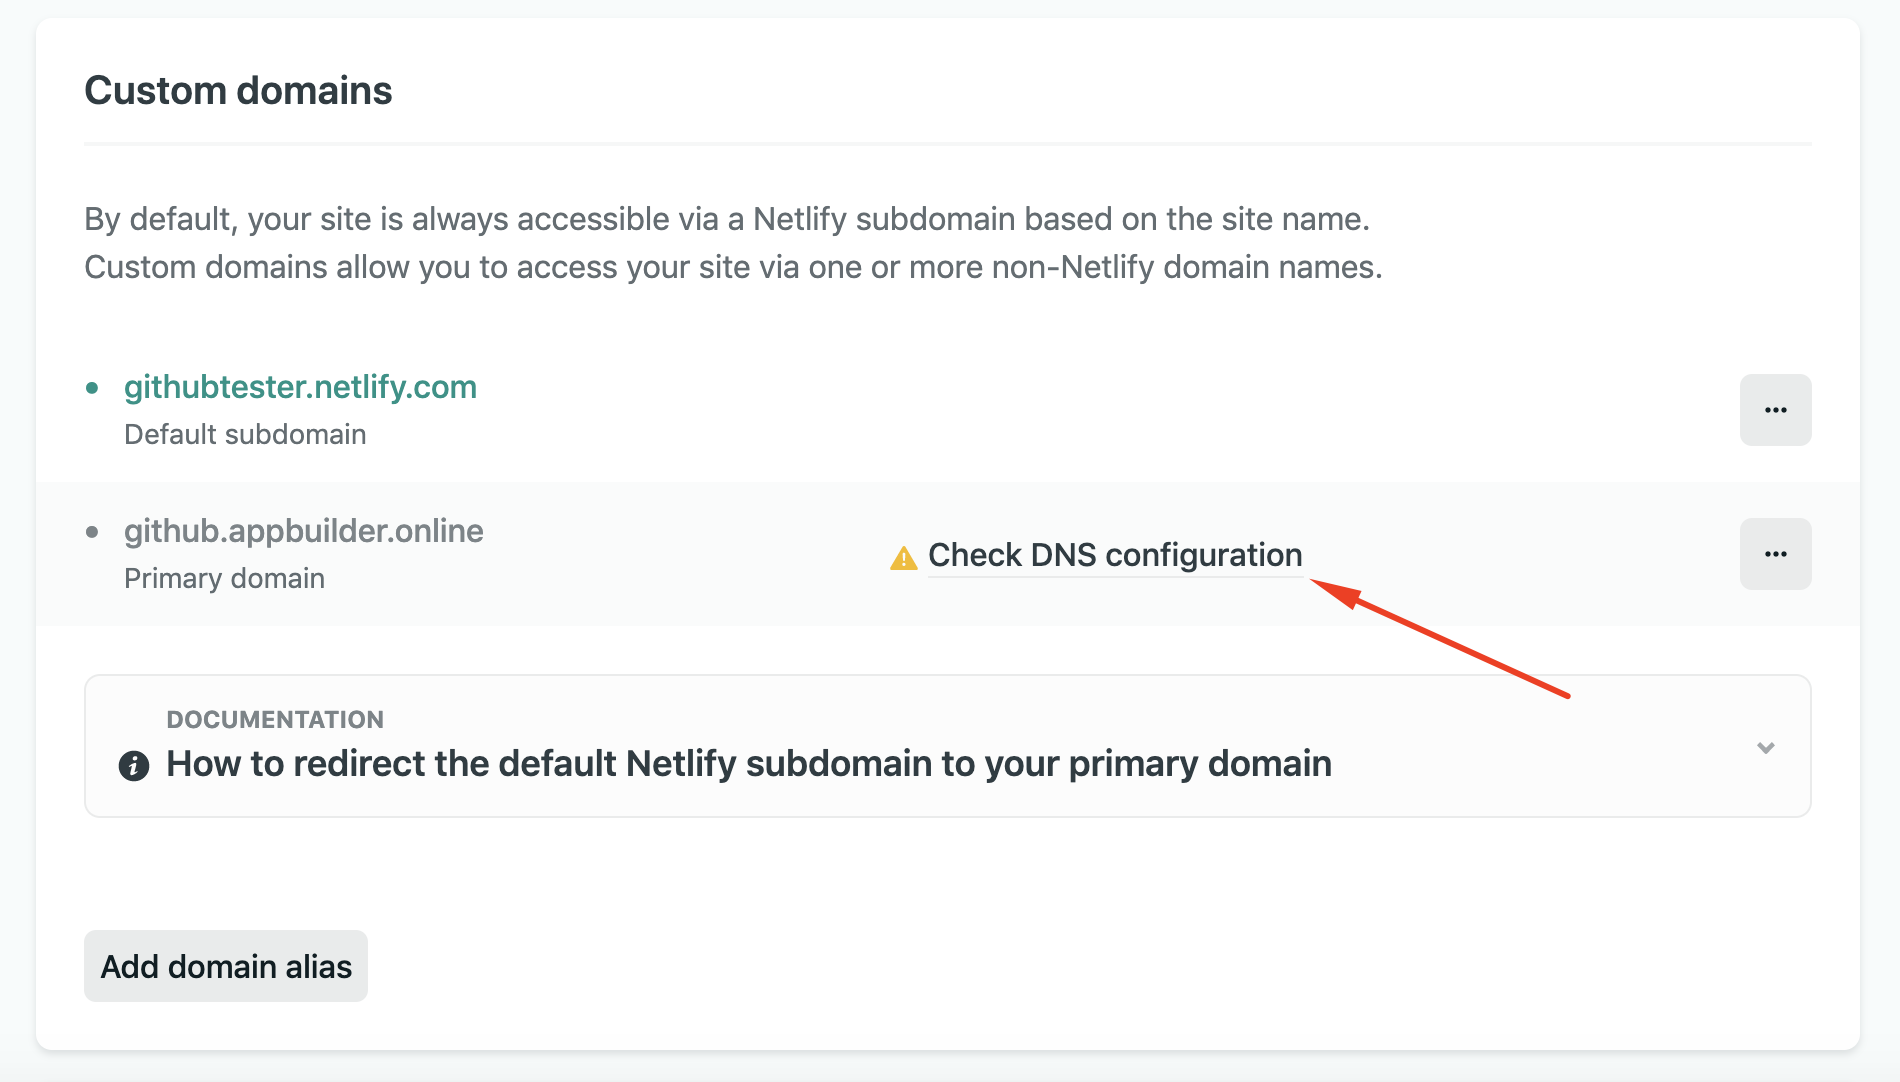 Custom domains
By default, your site is always accessible via a Netlify subdomain based on the site name.
Custom domains allow you to access your site via one or more non-Netlify domain names.
githubtester.netlify.com
Default subdomain
github.appbuilder.online
Primary domain
Check DNS configuration
DOCUMENTATION
How to redirect the default Netlify subdomain to your primary domain
Add domain alias